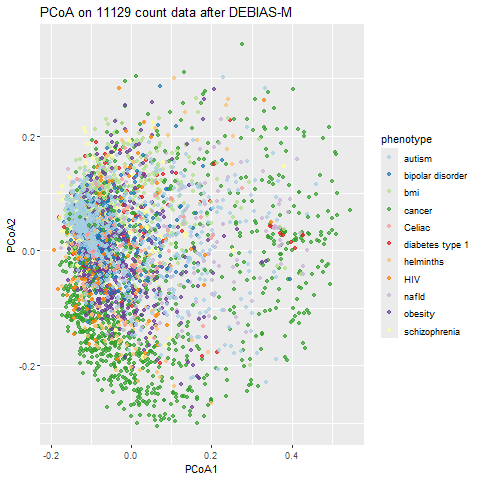 PCoA on 11129 count data after DEBIAS-M
PCoA2
0.2
0.0
-0.2
-0.2
0.0
0.2
0.4
PCoA1
phenotype
autism
bipolar disorder
bmi
cancer
Celiac
diabetes type 1
helminths
HIV
nafld
obesity
schizophrenia